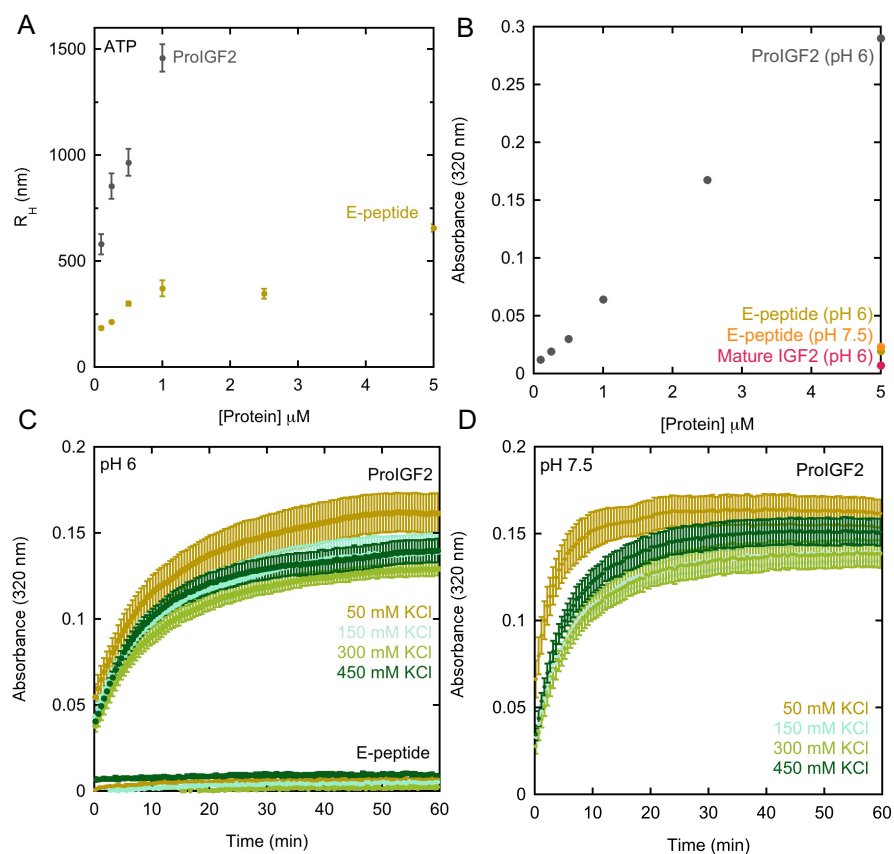 A
ATP
ProIGF2
E-peptide
R_H (nm)
1500
1000
500
0
0
1
2
3
4
5
[Protein] μM
B
ProIGF2 (pH 6)
E-peptide (pH 6)
E-peptide (pH 7.5)
Mature IGF2 (pH 6)
Absorbance (320 nm)
0.3
0.25
0.2
0.15
0.1
0.05
0
0
1
2
3
4
5
[Protein] μM
C
pH 6
ProIGF2
50 mM KCl
150 mM KCl
300 mM KCl
450 mM KCl
E-peptide
Absorbance (320 nm)
0.2
0.15
0.1
0.05
0
0
10
20
30
40
50
60
Time (min)
D
pH 7.5
ProIGF2
50 mM KCl
150 mM KCl
300 mM KCl
450 mM KCl
Absorbance (320 nm)
0.2
0.15
0.1
0.05
0
0
10
20
30
40
50
60
Time (min)